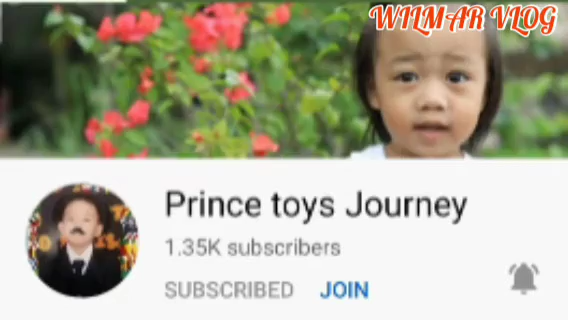 WILMAR VLOG
Prince toys Journey
1.35K subscribers
SUBSCRIBED JOIN